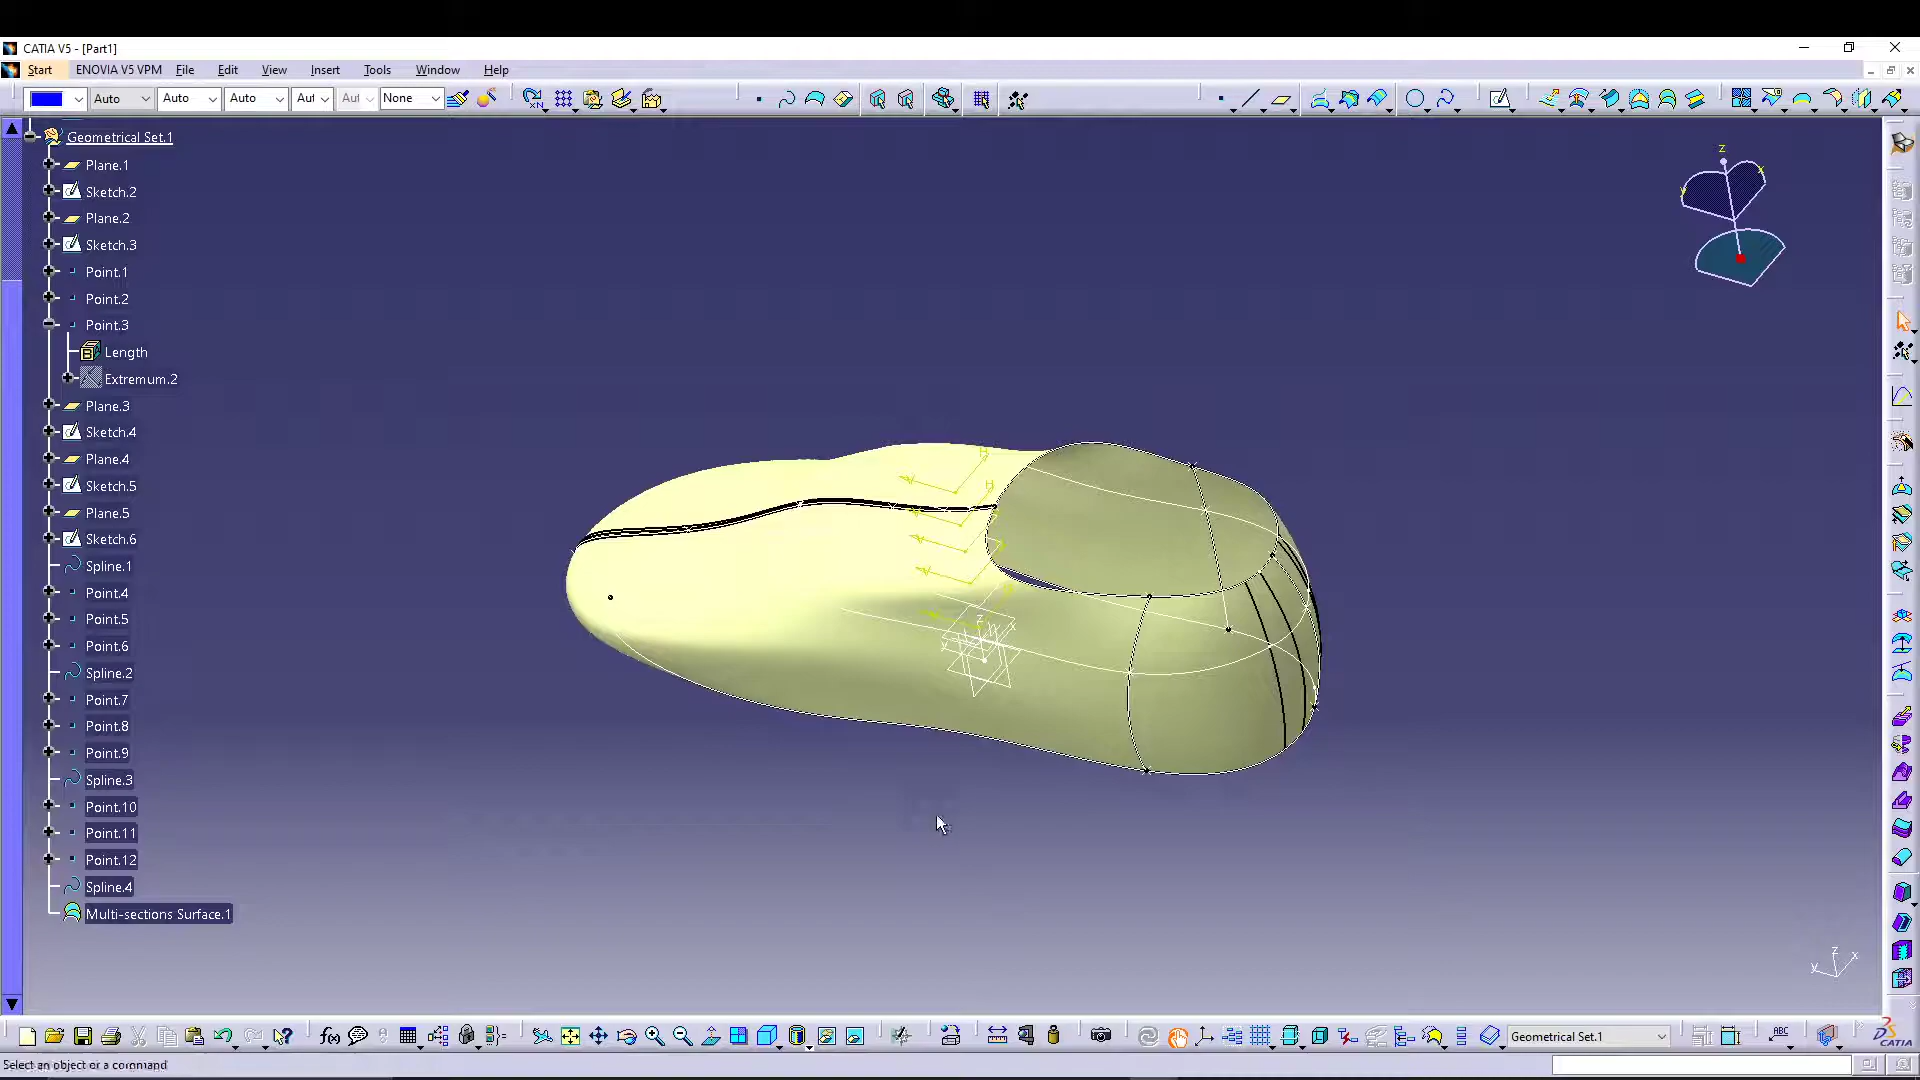 CATIA V5 - [Part1]
Start ENOVIA V5 VPM File Edit View Insert Tools Window Help
Auto Auto Auto Aut Aut None
Geometrical Set.1
Plane.1
Sketch.2
Plane.2
Sketch.3
Point.1
Point.2
Point.3
Length
Extremum.2
Plane.3
Sketch.4
Plane.4
Sketch.5
Plane.5
Sketch.6
Spline.1
Point.4
Point.5
Point.6
Spline.2
Point.7
Point.8
Point.9
Spline.3
Point.10
Point.11
Point.12
Spline.4
Multi-sections Surface.1
z
x
y
H
V
H
V
V
V
z
x
y
z
x
y
Geometrical Set.1
CATIA
Select an object or a command